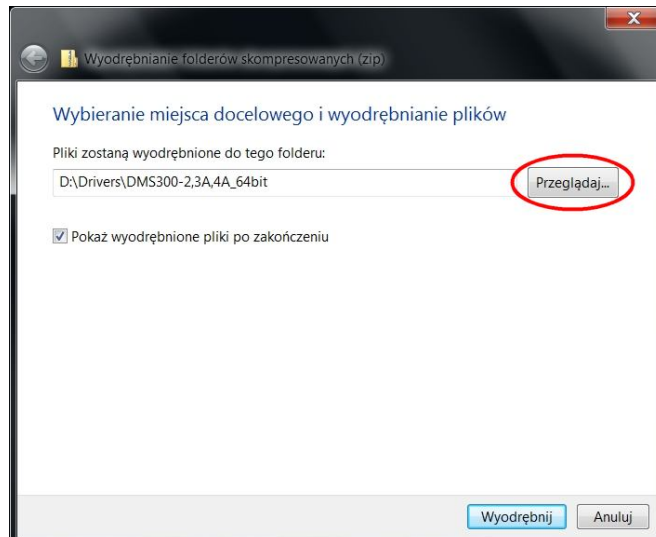 Wyodrębnianie folderów skompresowanych (zip)
Wybieranie miejsca docelowego i wyodrębnianie plików
Pliki zostaną wyodrębnione do tego folderu:
D:\Drivers\DMS300-2,3A,4A_64bit
Przeglądaj...
Pokaż wyodrębnione pliki po zakończeniu
Wyodrębnij
Anuluj